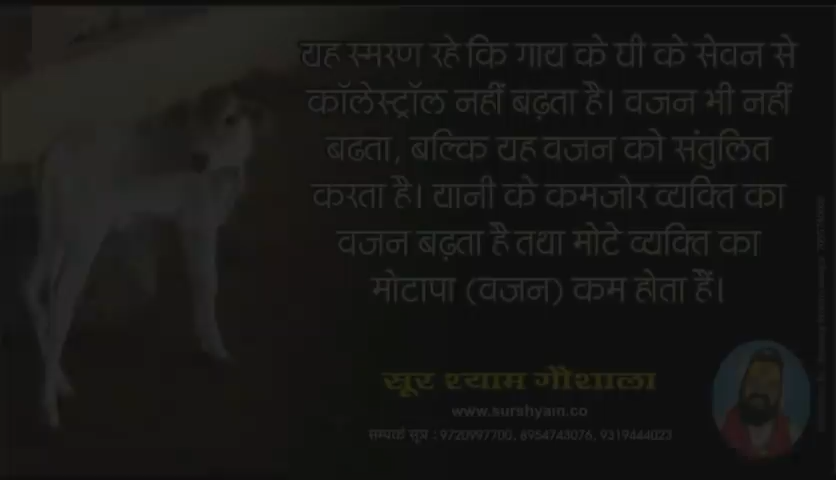 यह स्मरण रहे कि गाय के घी के सेवन से
कॉलेस्ट्रॉल नहीं बढ़ता है। वजन भी नहीं
बढता, बल्कि यह वजन को संतुलित
करता है। यानी के कमजोर व्यक्ति का
वजन बढ़ता है तथा मोटे व्यक्ति का
मोटापा (वजन) कम होता हैं।
सूर श्याम गौशाला
www.surshyam.co
सम्पर्क सूत्र : 9720997700, 8954743076, 9319444023